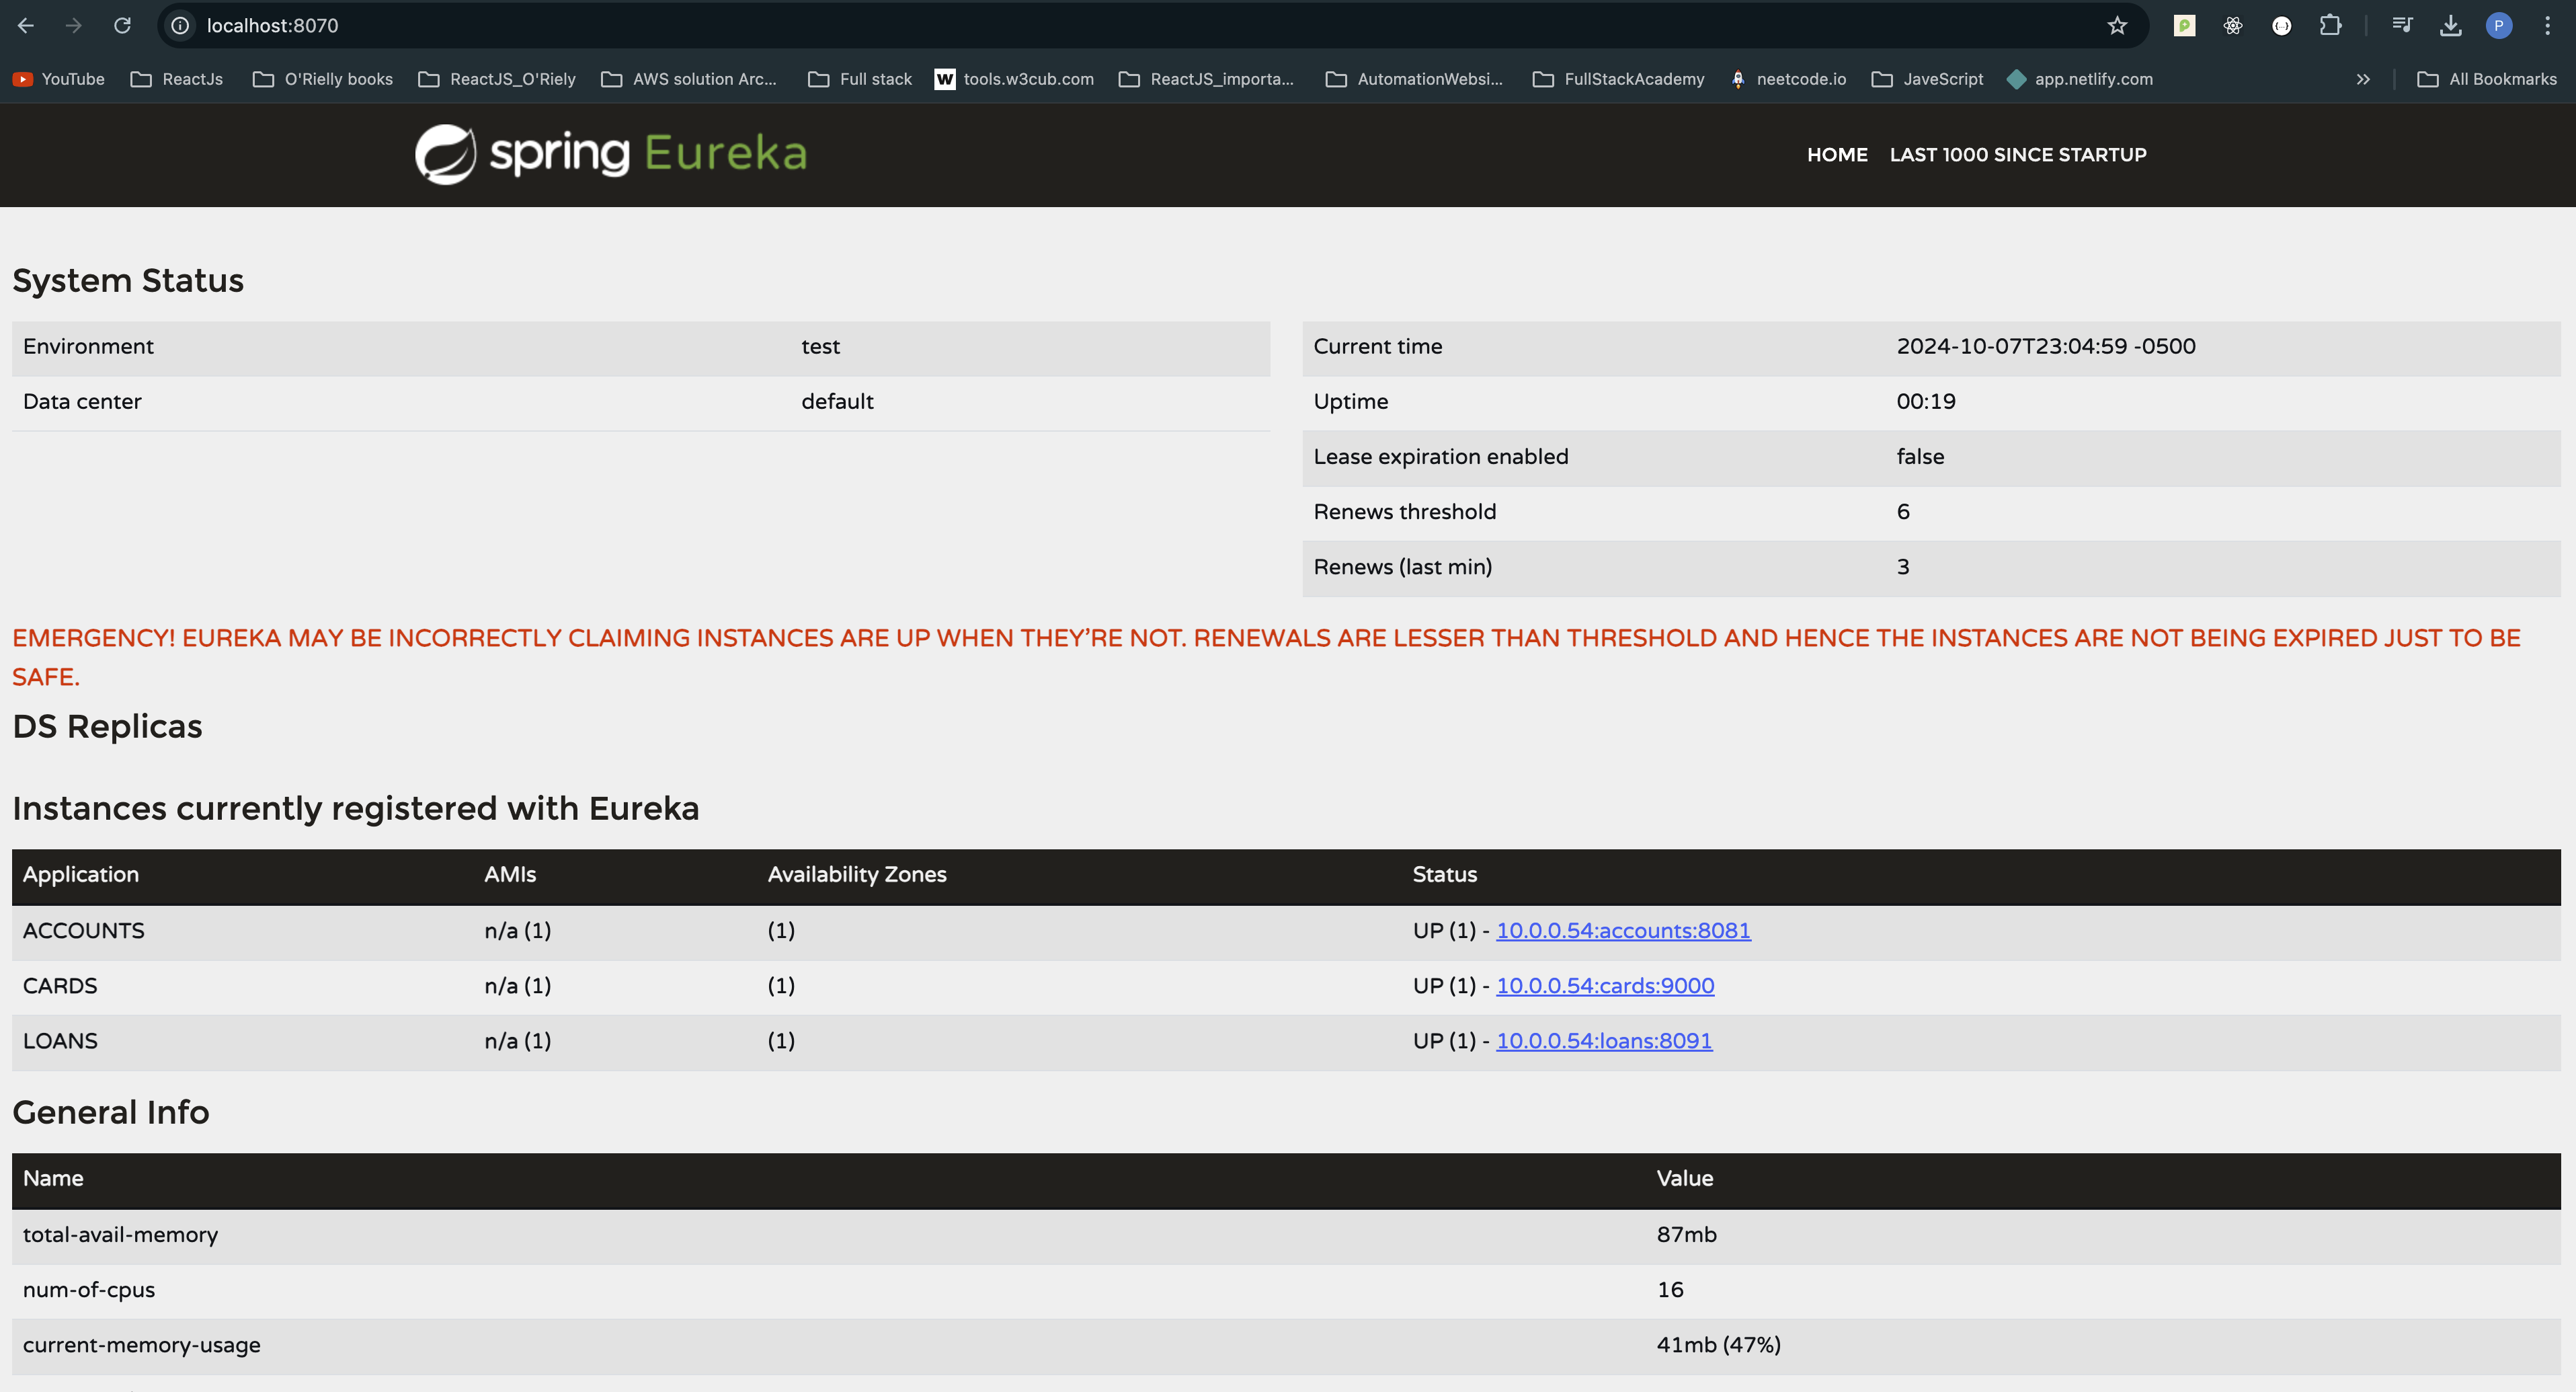 localhost:8070
P
YouTube ReactJs O'Rielly books ReactJS_O'Riely AWS solution Arc... Full stack W tools.w3cub.com ReactJS_importa... AutomationWebsi... FullStackAcademy neetcode.io JaveScript app.netlify.com All Bookmarks
spring Eureka
HOME LAST 1000 SINCE STARTUP
System Status
Environment test
Data center default
Current time 2024-10-07T23:04:59 -0500
Uptime 00:19
Lease expiration enabled false
Renews threshold 6
Renews (last min) 3
EMERGENCY! EUREKA MAY BE INCORRECTLY CLAIMING INSTANCES ARE UP WHEN THEY'RE NOT. RENEWALS ARE LESSER THAN THRESHOLD AND HENCE THE INSTANCES ARE NOT BEING EXPIRED JUST TO BE
SAFE.
DS Replicas
Instances currently registered with Eureka
Application AMIs Availability Zones Status
ACCOUNTS n/a (1) (1) UP (1) - 10.0.0.54:accounts:8081
CARDS n/a (1) (1) UP (1) - 10.0.0.54:cards:9000
LOANS n/a (1) (1) UP (1) - 10.0.0.54:loans:8091
General Info
Name Value
total-avail-memory 87mb
num-of-cpus 16
current-memory-usage 41mb (47%)